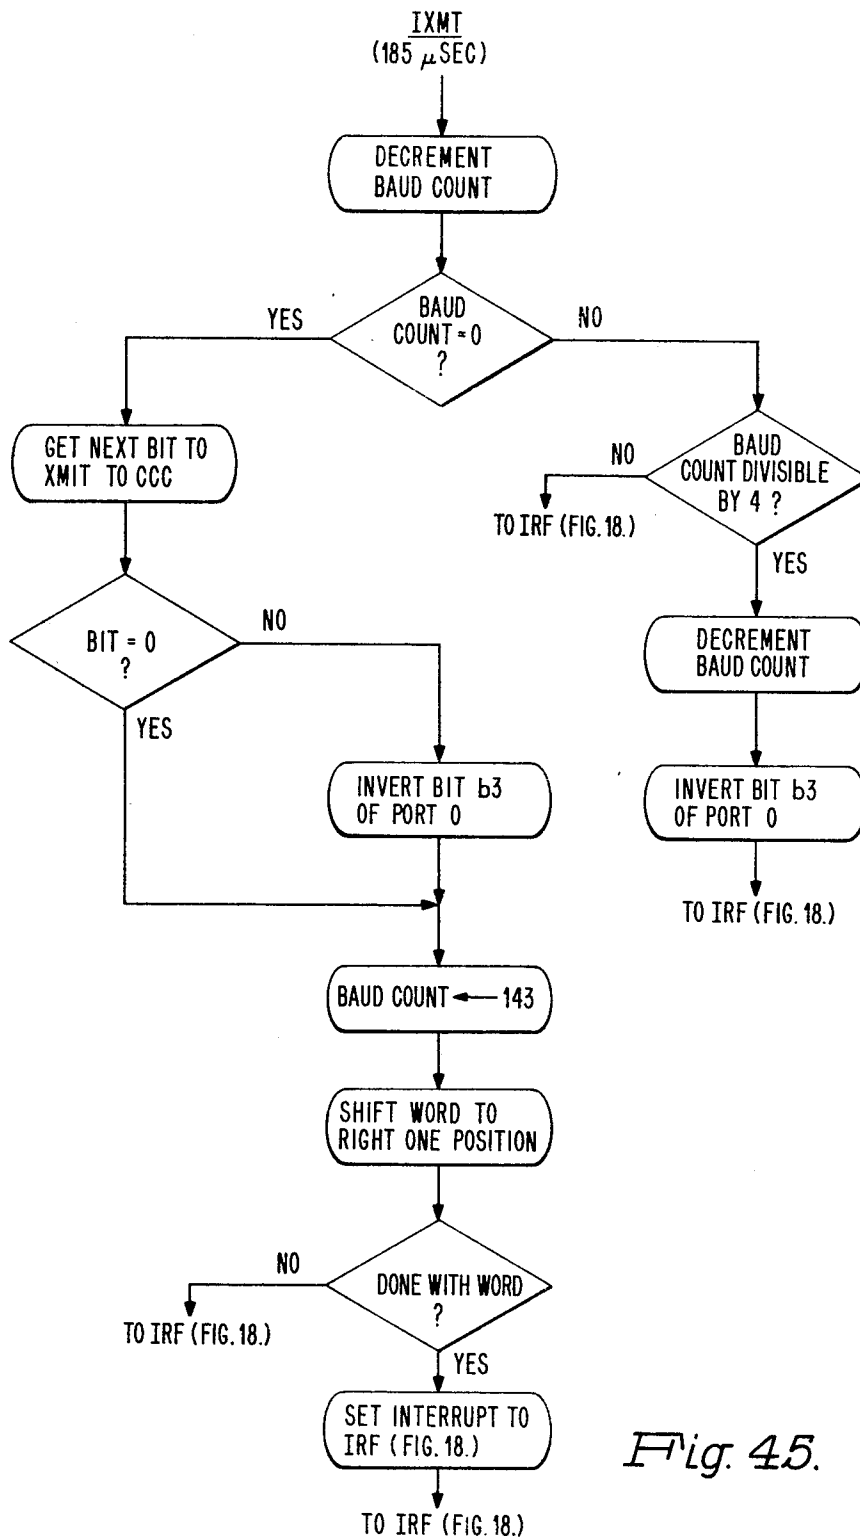 IXMT
(185 μSEC)
DECREMENT
BAUD COUNT
BAUD
COUNT = 0
?
YES
NO
GET NEXT BIT TO
XMIT TO CCC
BAUD
COUNT DIVISIBLE
BY 4 ?
NO
TO IRF (FIG. 18.)
YES
BIT = 0
?
NO
YES
DECREMENT
BAUD COUNT
INVERT BIT b3
OF PORT 0
INVERT BIT b3
OF PORT 0
TO IRF (FIG. 18.)
BAUD COUNT ← 143
SHIFT WORD TO
RIGHT ONE POSITION
DONE WITH WORD
?
NO
TO IRF (FIG. 18.)
YES
SET INTERRUPT TO
IRF (FIG. 18.)
TO IRF (FIG. 18.)
Fig. 45.